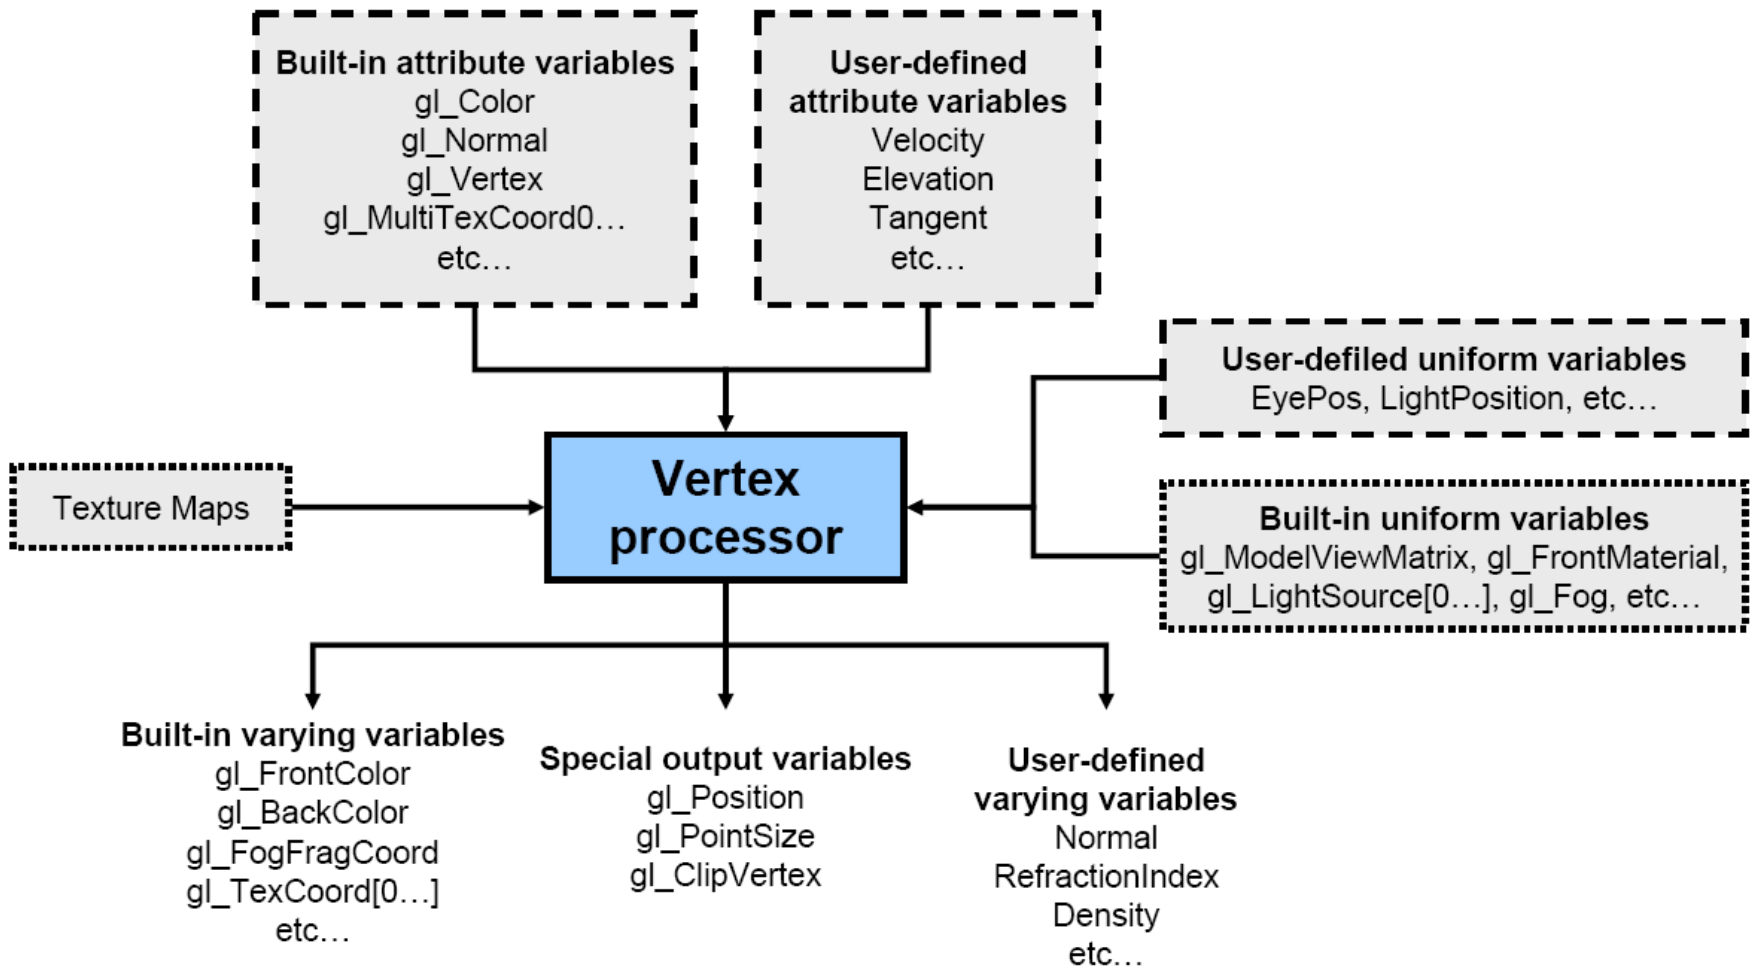 Built-in attribute variables
gl_Color
gl_Normal
gl_Vertex
gl_MultiTexCoord0…
etc…
User-defined
attribute variables
Velocity
Elevation
Tangent
etc…
User-defiled uniform variables
EyePos, LightPosition, etc…
Texture Maps
Vertex
processor
Built-in uniform variables
gl_ModelViewMatrix, gl_FrontMaterial,
gl_LightSource[0…], gl_Fog, etc…
Built-in varying variables
gl_FrontColor
gl_BackColor
gl_FogFragCoord
gl_TexCoord[0…]
etc…
Special output variables
gl_Position
gl_PointSize
gl_ClipVertex
User-defined
varying variables
Normal
RefractionIndex
Density
etc…